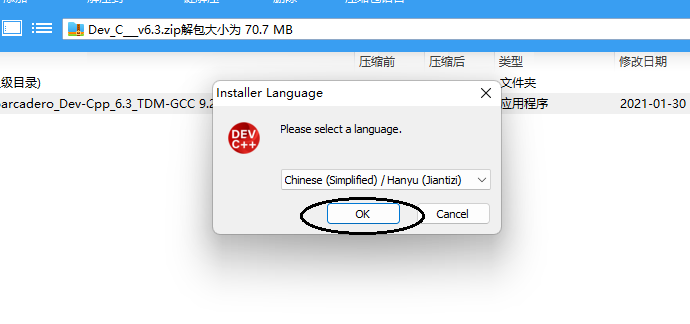 Dev_C___v6.3.zip解包大小为 70.7 MB
压缩前 压缩后 类型 修改日期
级目录) 文件夹
arcadero_Dev-Cpp_6.3_TDM-GCC 9.2 应用程序 2021-01-30
Installer Language
DEV
C++
Please select a language.
Chinese (Simplified) / Hanyu (Jiantizi)
OK Cancel